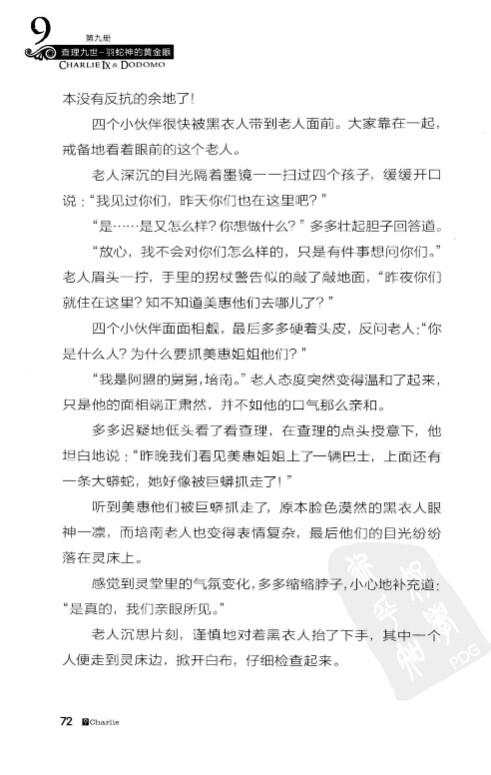 9
第九册
查理九世-羽蛇神的黄金眼
CHARLIE IX & DODOMO
本没有反抗的余地了！
四个小伙伴很快被黑衣人带到老人面前。大家靠在一起，
戒备地看着眼前的这个老人。
老人深沉的目光隔着墨镜一一扫过四个孩子，缓缓开口
说：“我见过你们，昨天你们也在这里吧？”
“是……是又怎么样？你想做什么？”多多壮起胆子回答道。
“放心，我不会对你们怎么样的，只是有件事想问你们。”
老人眉头一拧，手里的拐杖警告似的敲了敲地面，“昨夜你们
就住在这里？知不知道美惠他们去哪儿了？”
四个小伙伴面面相觑，最后多多硬着头皮，反问老人：“你
是什么人？为什么要抓美惠姐姐他们？”
“我是阿盟的舅舅，培南。”老人态度突然变得温和了起来，
只是他的面相端正肃然，并不如他的口气那么亲和。
多多迟疑地低头看了看查理，在查理的点头授意下，他
坦白地说：“昨晚我们看见美惠姐姐上了一辆巴士，上面还有
一条大蟒蛇，她好像被巨蟒抓走了！”
听到美惠他们被巨蟒抓走了，原本脸色漠然的黑衣人眼
神一凛，而培南老人也变得表情复杂，最后他们的目光纷纷
落在灵床上。
感觉到灵堂里的气氛变化，多多缩缩脖子，小心地补充道：
“是真的，我们亲眼所见。”
老人沉思片刻，谨慎地对着黑衣人抬了下手，其中一个
人便走到灵床边，掀开白布，仔细检查起来。
PDG
72
Charlie